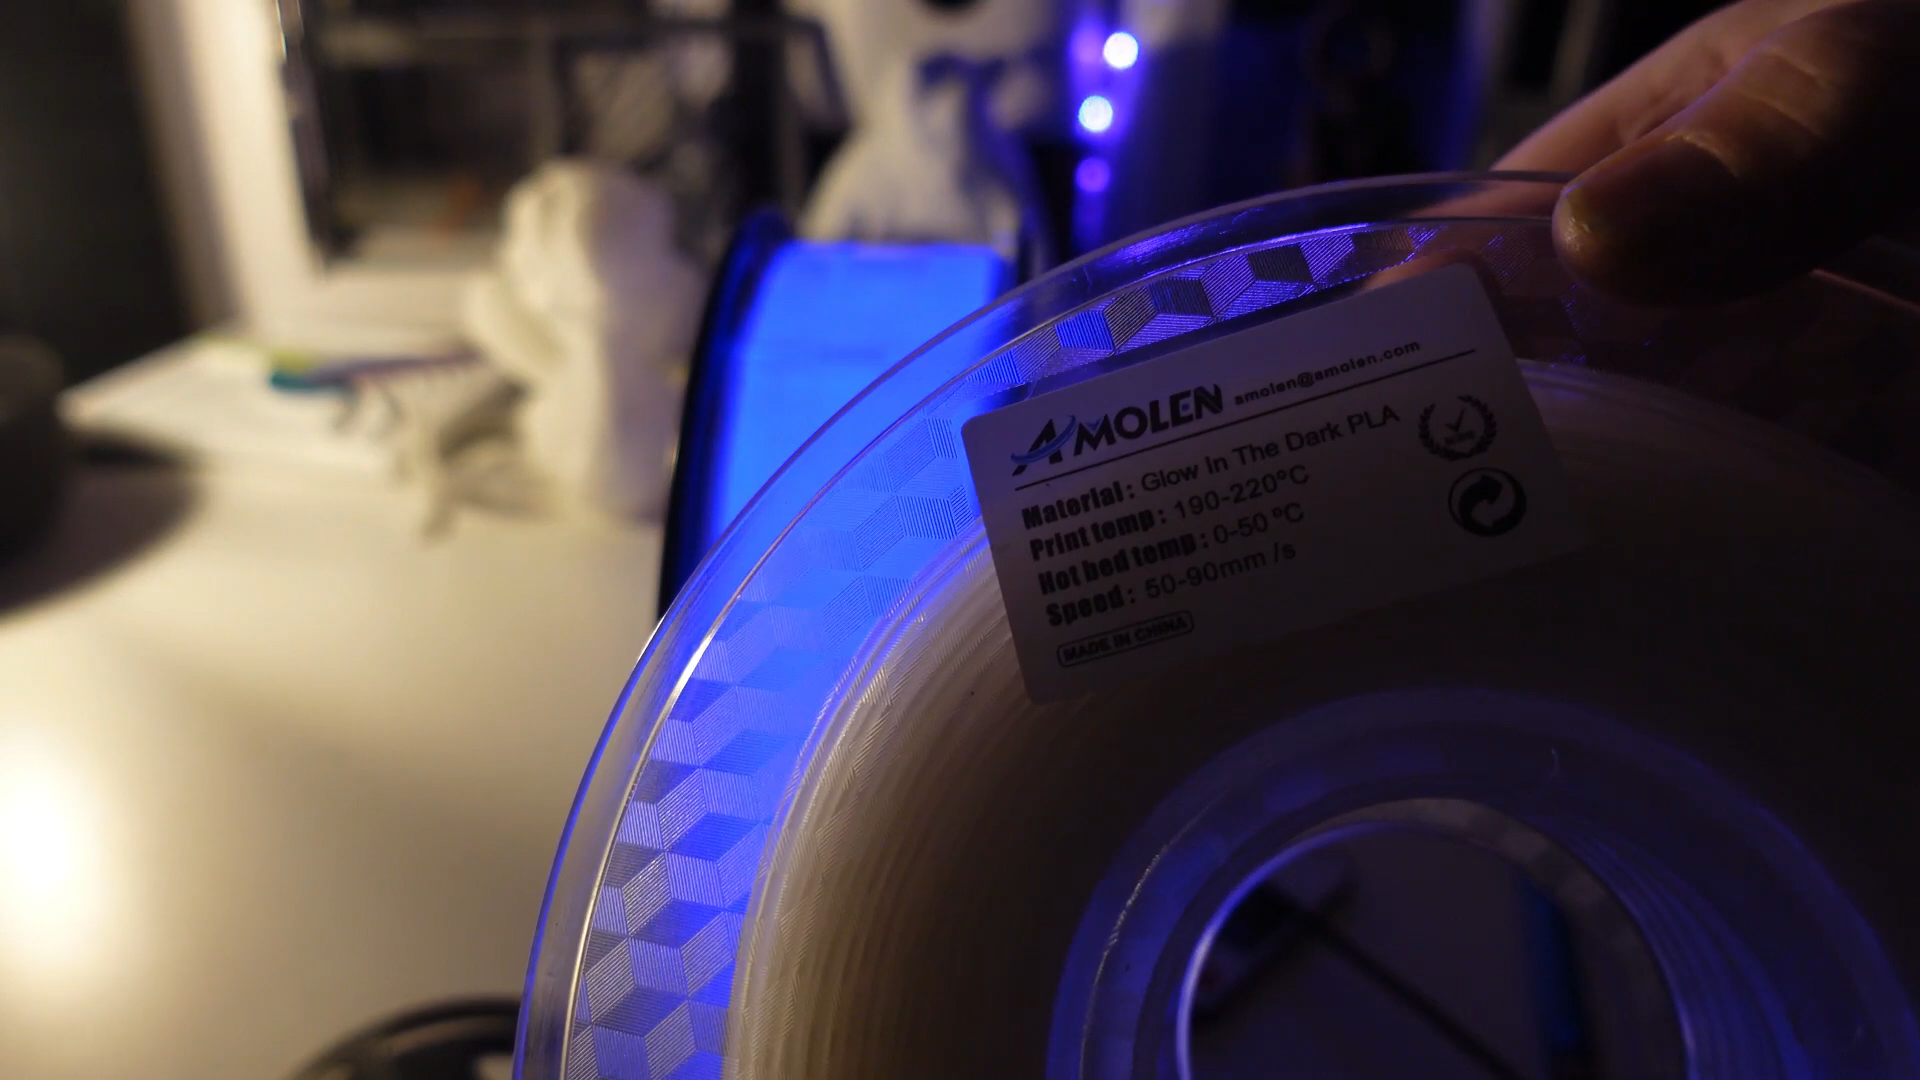 AMOLEN amolen@amolen.com
Material: Glow In The Dark PLA
Print temp: 190-220°C
Hot bed temp: 0-50°C
Speed: 50-90mm/s
MADE IN CHINA